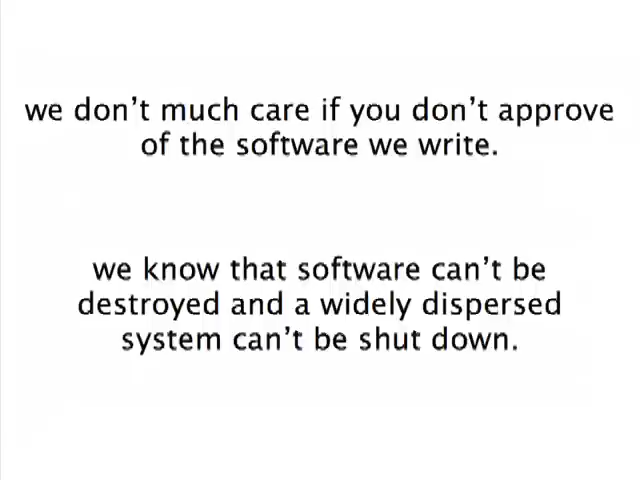 we don't much care if you don't approve
of the software we write.
we know that software can't be
destroyed and a widely dispersed
system can't be shut down.